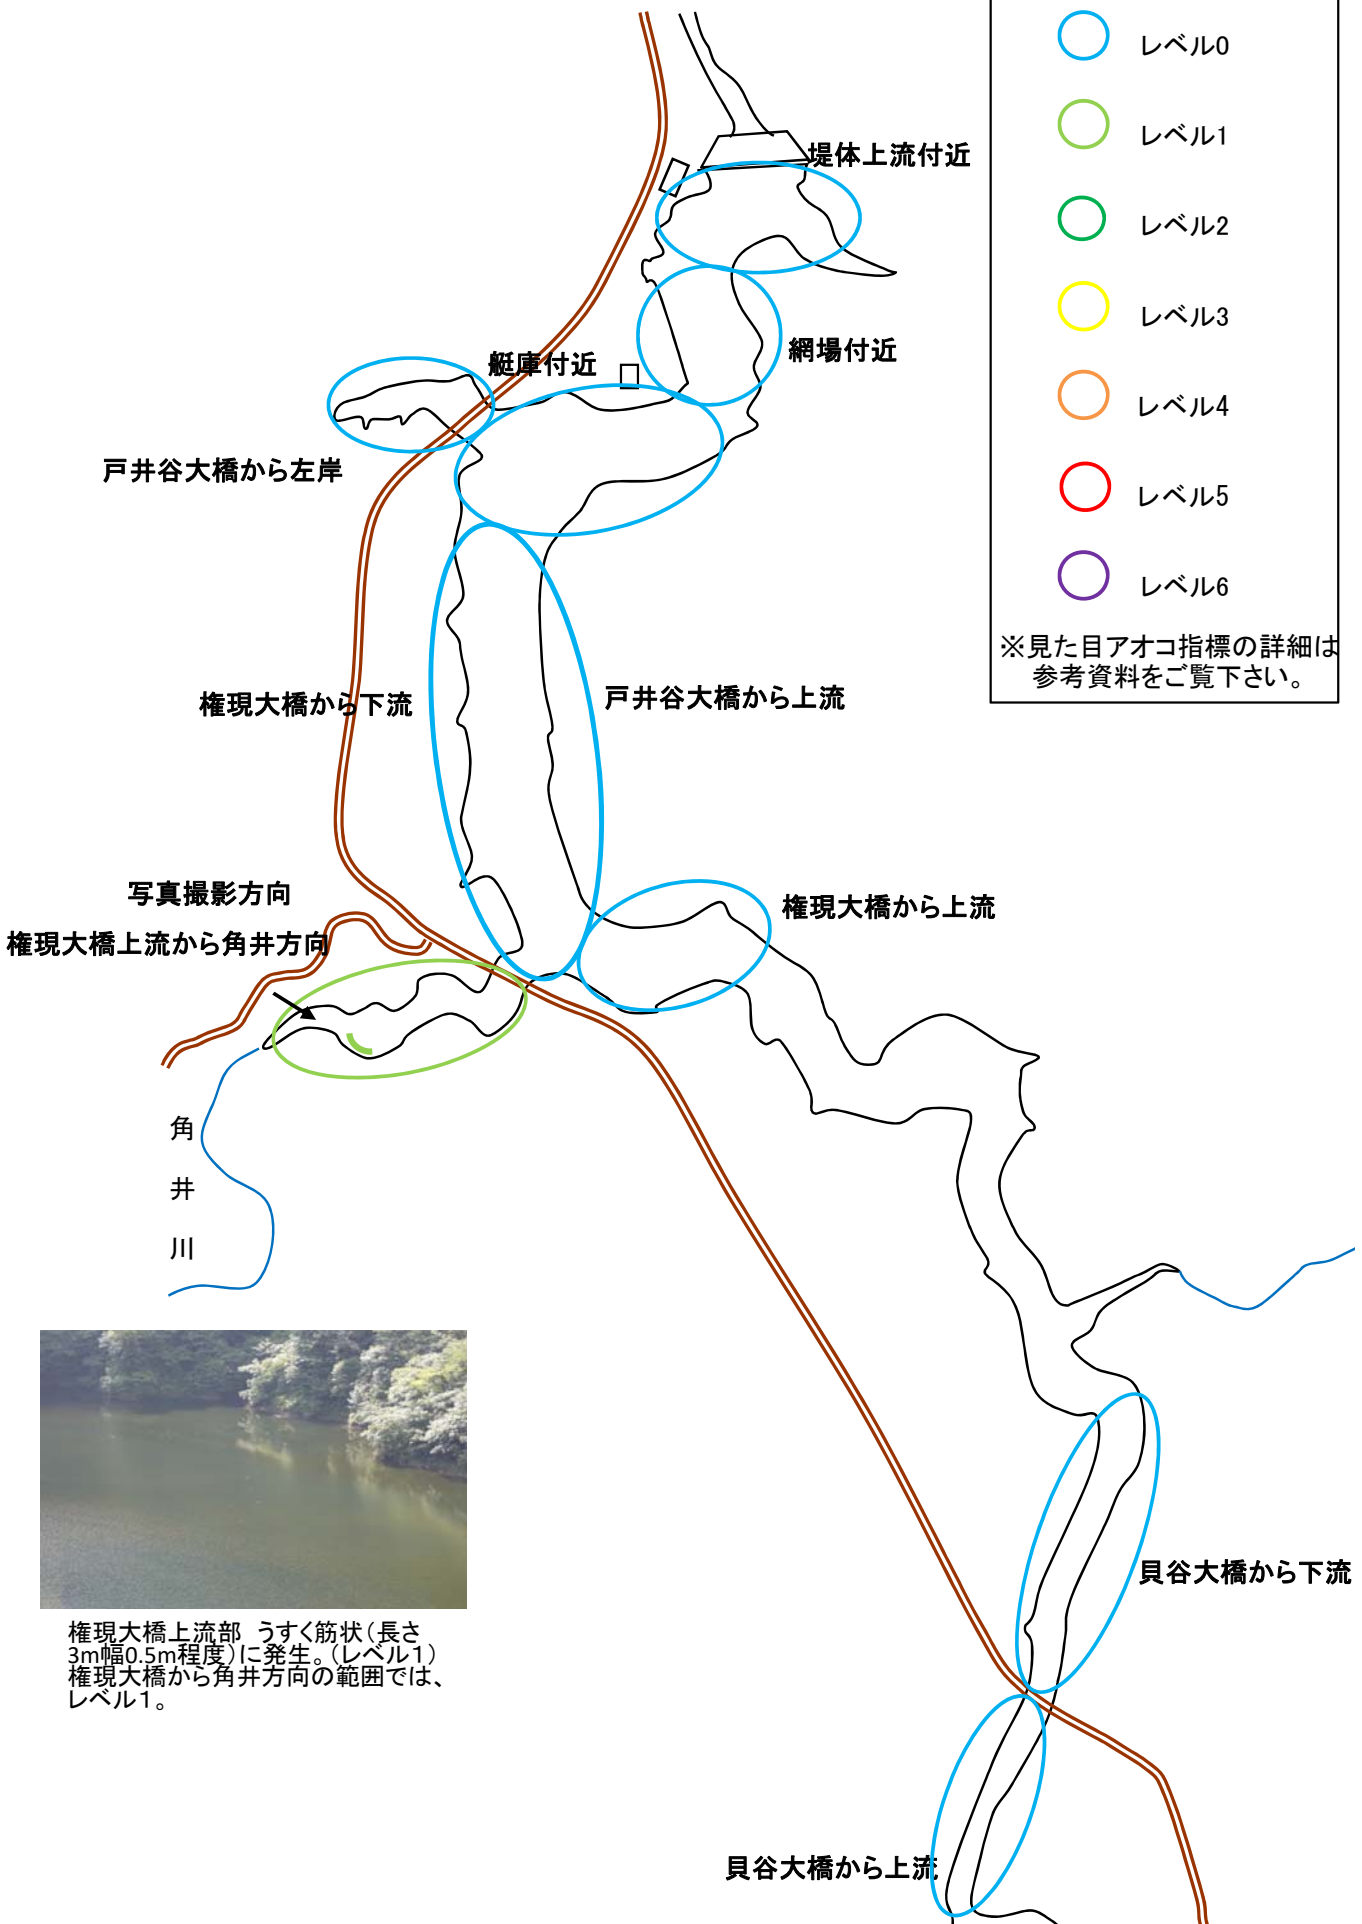 レベル0
レベル1
堤体上流付近
レベル2
レベル3
網場付近
艇庫付近
レベル4
戸井谷大橋から左岸
レベル5
レベル6
※見た目アオコ指標の詳細は
参考資料をご覧下さい。
権現大橋から下流
戸井谷大橋から上流
写真撮影方向
権現大橋から上流
権現大橋上流から角井方向
角
井
川
貝谷大橋から下流
権現大橋上流部 うすく筋状(長さ
3m幅0.5m程度)に発生。(レベル1)
権現大橋から角井方向の範囲では、
レベル1。
貝谷大橋から上流